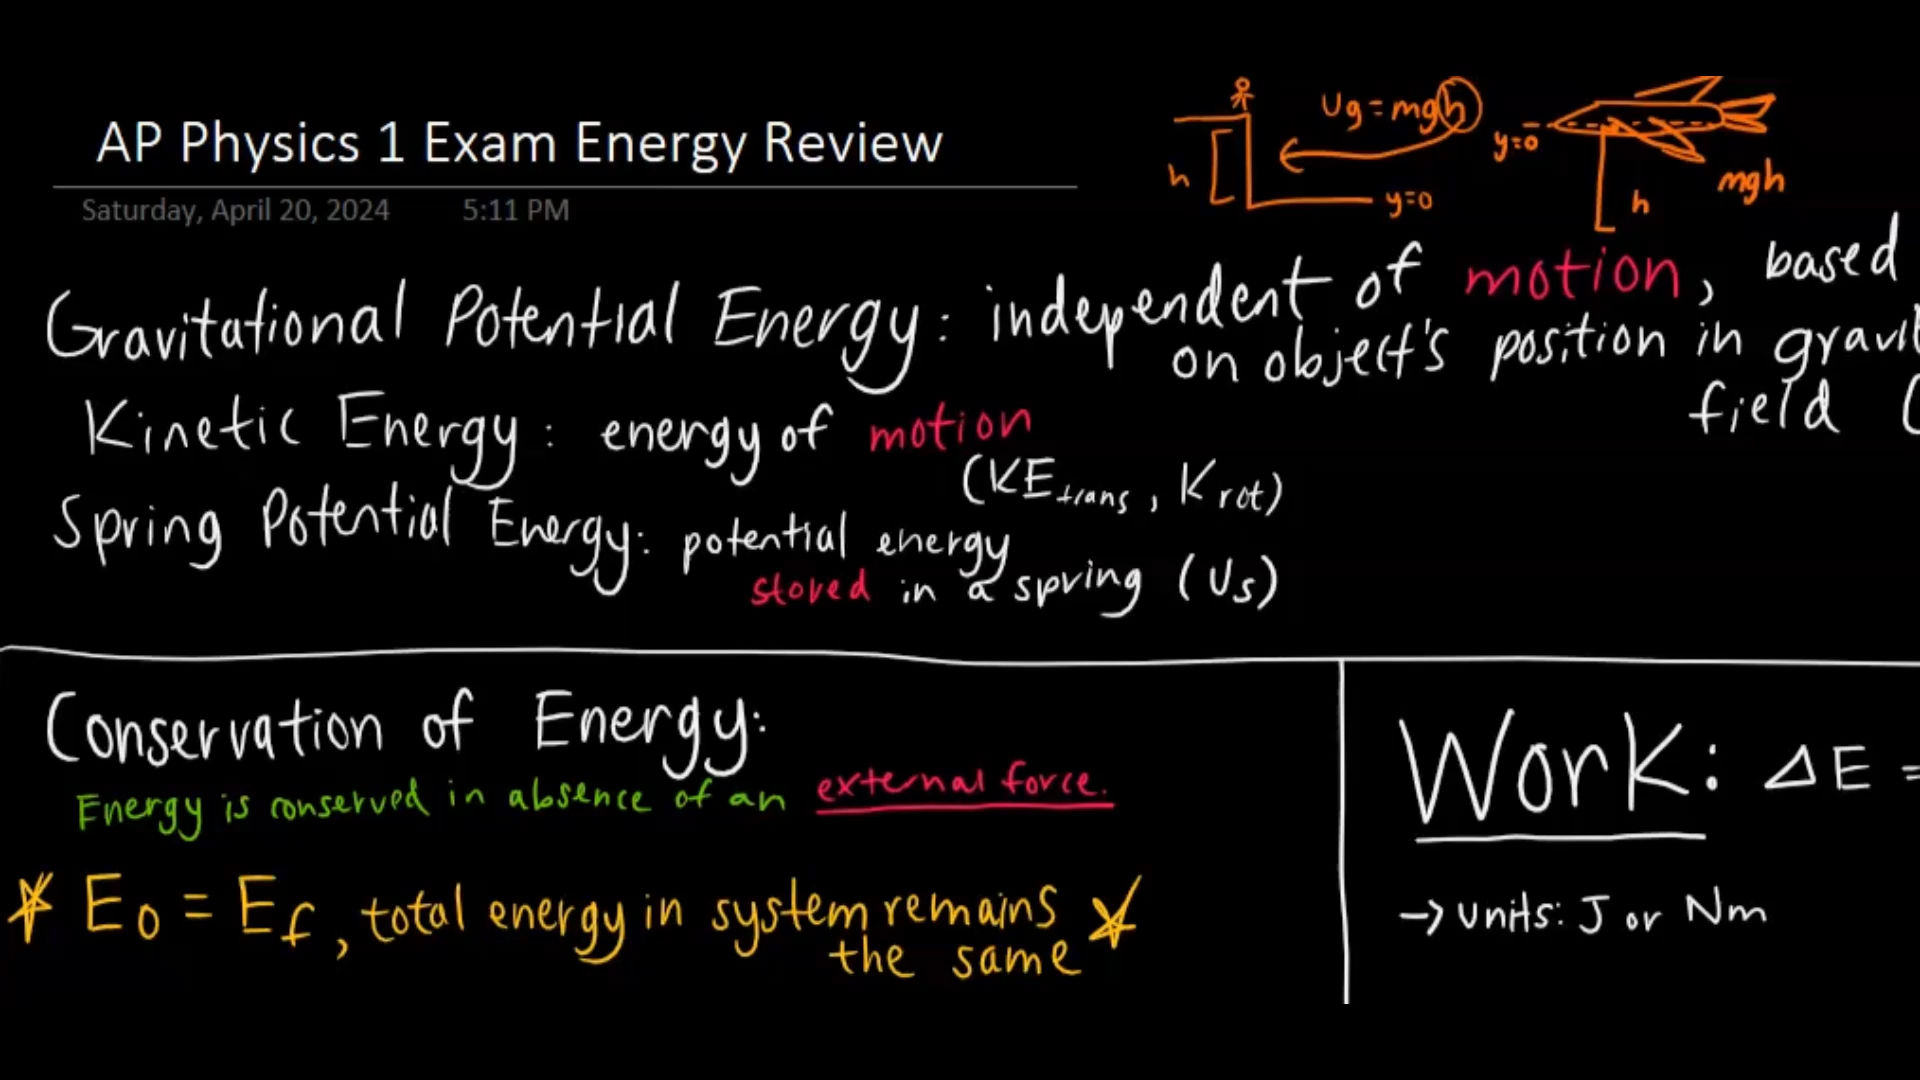 AP Physics 1 Exam Energy Review
Saturday, April 20, 2024 5:11 PM
Ug = mgh
h
y=0
y=0
h
mgh
Gravitational Potential Energy: independent of motion, based
on object's position in
field (
Kinetic Energy: energy of motion
(KEtrans, Krot)
Spring Potential Energy: potential energy
stored in a spring (Us)
Conservation of Energy:
Energy is conserved in absence of an external force.
E0 = Ef, total energy in system remains
the same
Work: ΔE =
→ units: J or Nm